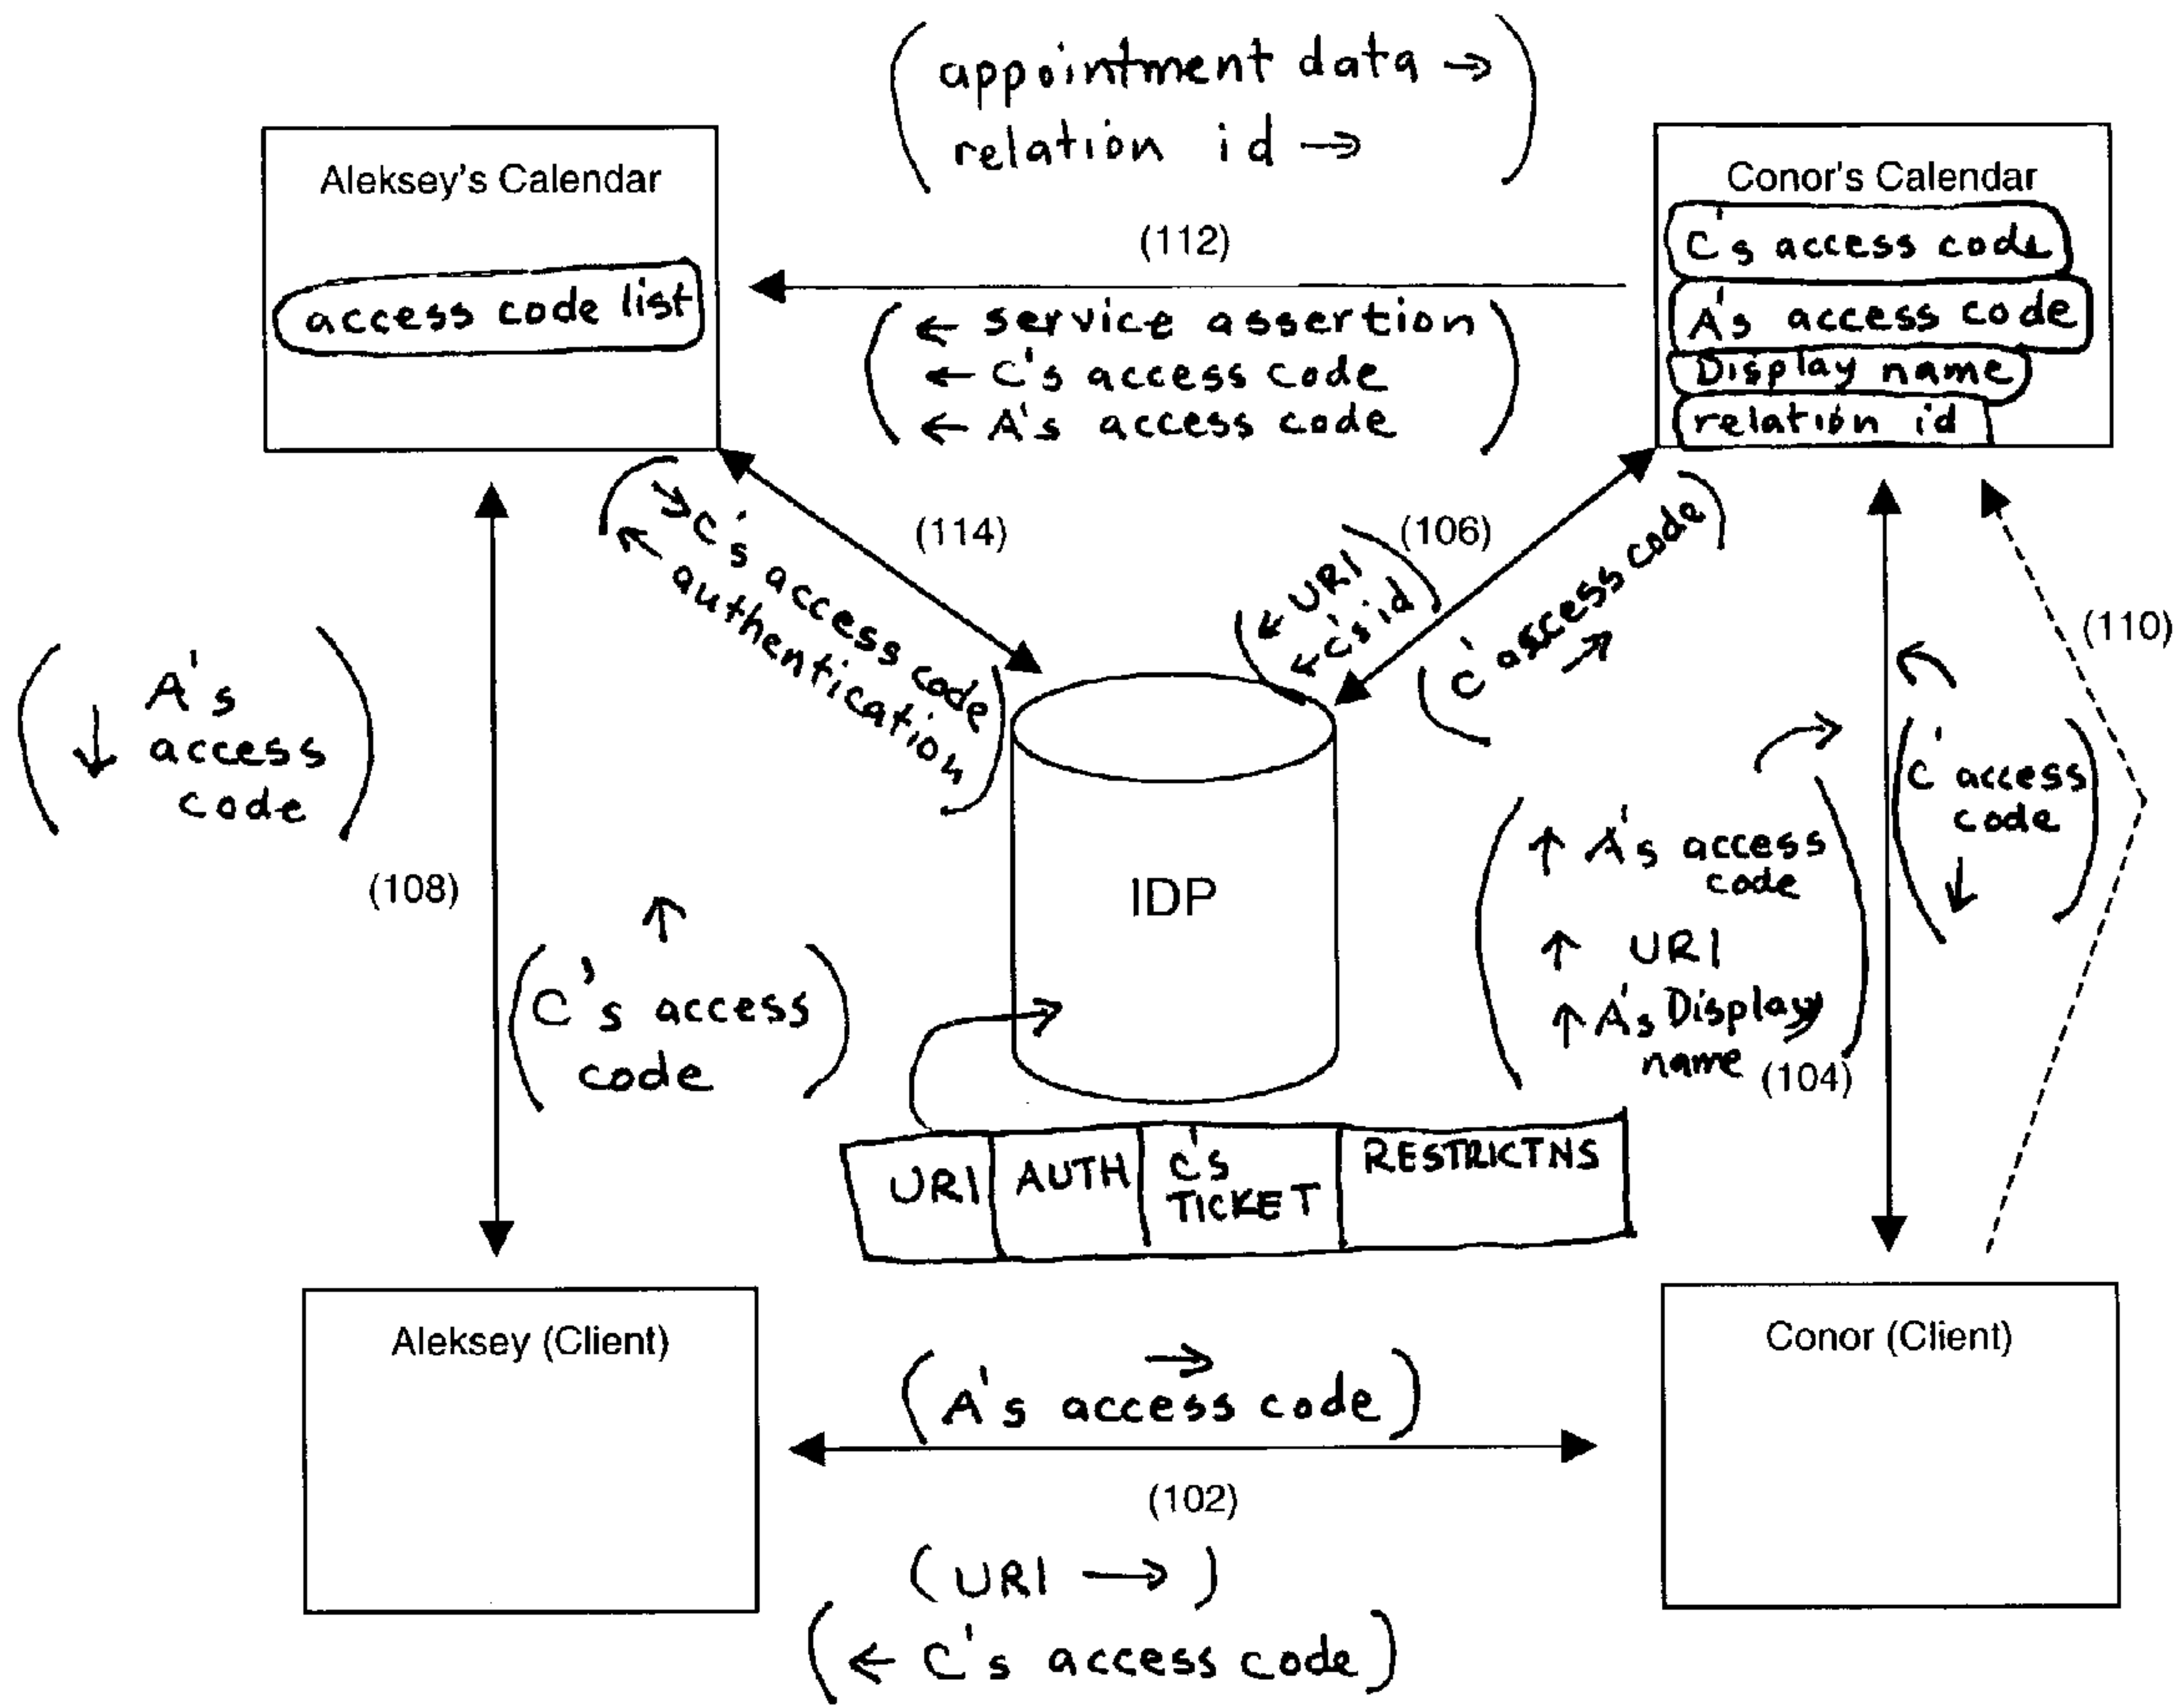 (appointment data →
relation id →)
Aleksey's Calendar
access code list
(112)
(← service assertion
← C's access code
← A's access code)
Conor's Calendar
C's access code
A's access code
Display name
relation id
(114)
(↘ C's access code
↖ authentication)
(106)
(↙ URI
↙ C's id)
(C' access code)
↗
(110)
(A's
↓ access
code)
(108)
↑
(C's access
code)
IDP
(↑ A's access
code
↑ URI
↑ A's Display
name)
(104)
(C' access
code)
↓
URI
AUTH
C's
TICKET
RESTRICTNS
Aleksey (Client)
→
(A's access code)
(102)
(URI →)
(← C's access code)
Conor (Client)